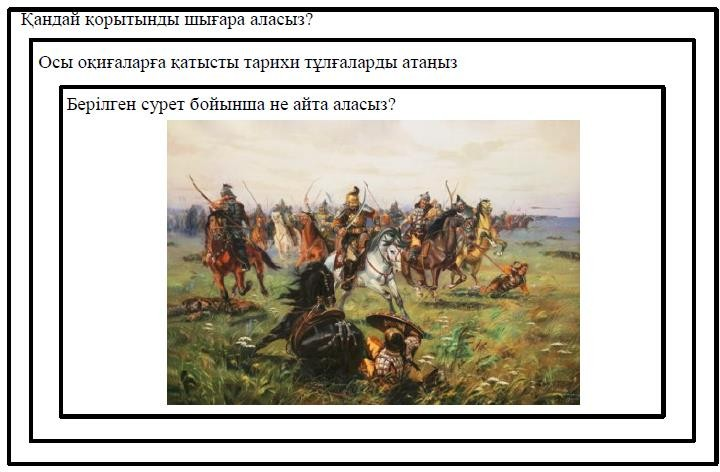 Қандай қорытынды шығара аласыз?
Осы оқиғаларға қатысты тарихи тұлғаларды атаңыз
Берілген сурет бойынша не айта аласыз?